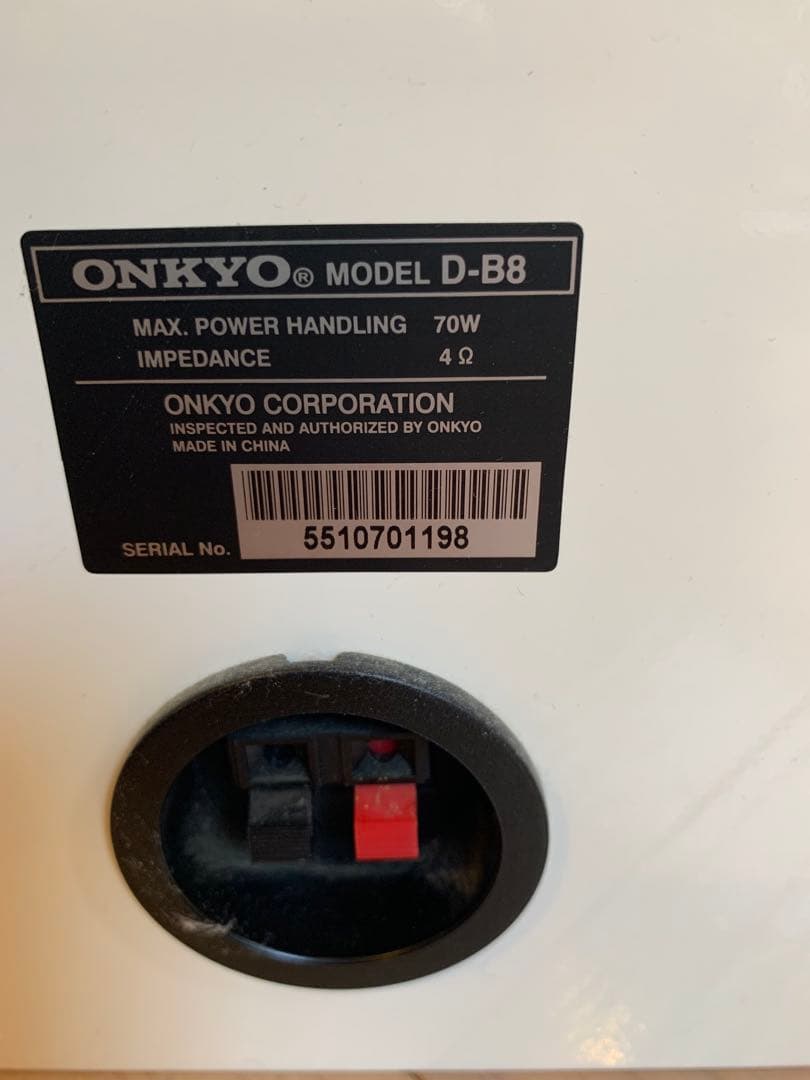 ONKYO® MODEL D-B8
MAX. POWER HANDLING 70W
IMPEDANCE 4 Ω
ONKYO CORPORATION
INSPECTED AND AUTHORIZED BY ONKYO
MADE IN CHINA
SERIAL No. 5510701198